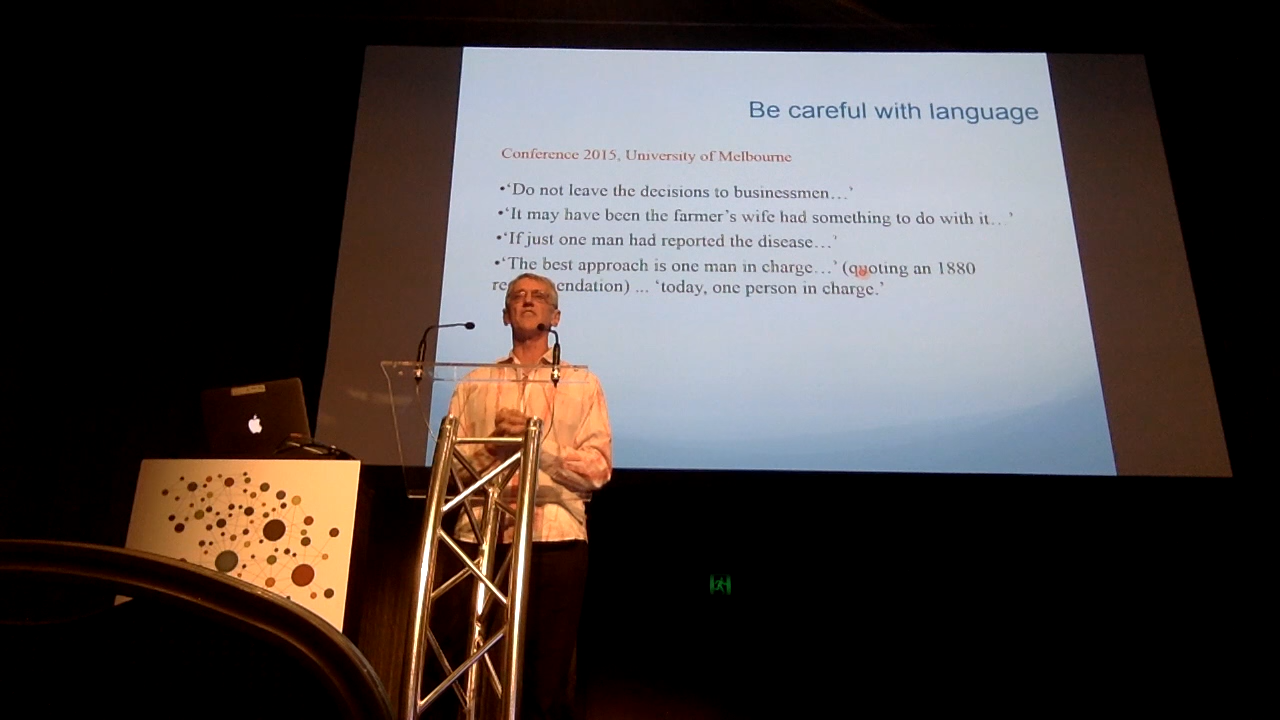 Be careful with language
Conference 2015, University of Melbourne
•‘Do not leave the decisions to businessmen…’
•‘It may have been the farmer’s wife had something to do with it…’
•‘If just one man had reported the disease…’
•‘The best approach is one man in charge…’ (quoting an 1880
re endation) ... ‘today, one person in charge.’